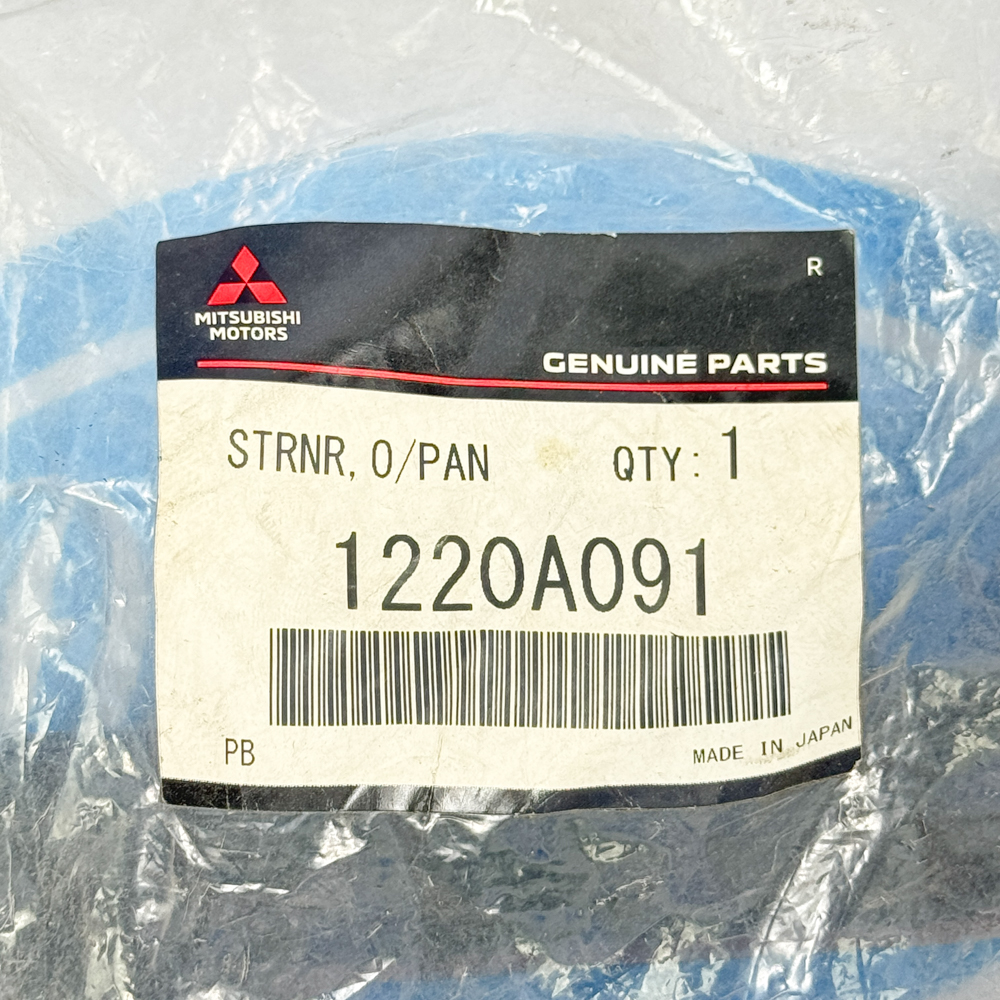 R
MITSUBISHI
MOTORS
GENUINE PARTS
STRNR, O/PAN QTY: 1
1220A091
PB MADE IN JAPAN